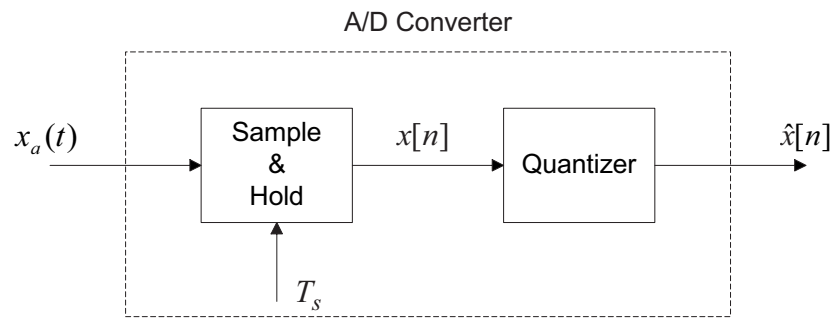 A/D Converter
x_a(t)
Sample
&
Hold
x[n]
Quantizer
x̂[n]
T_s